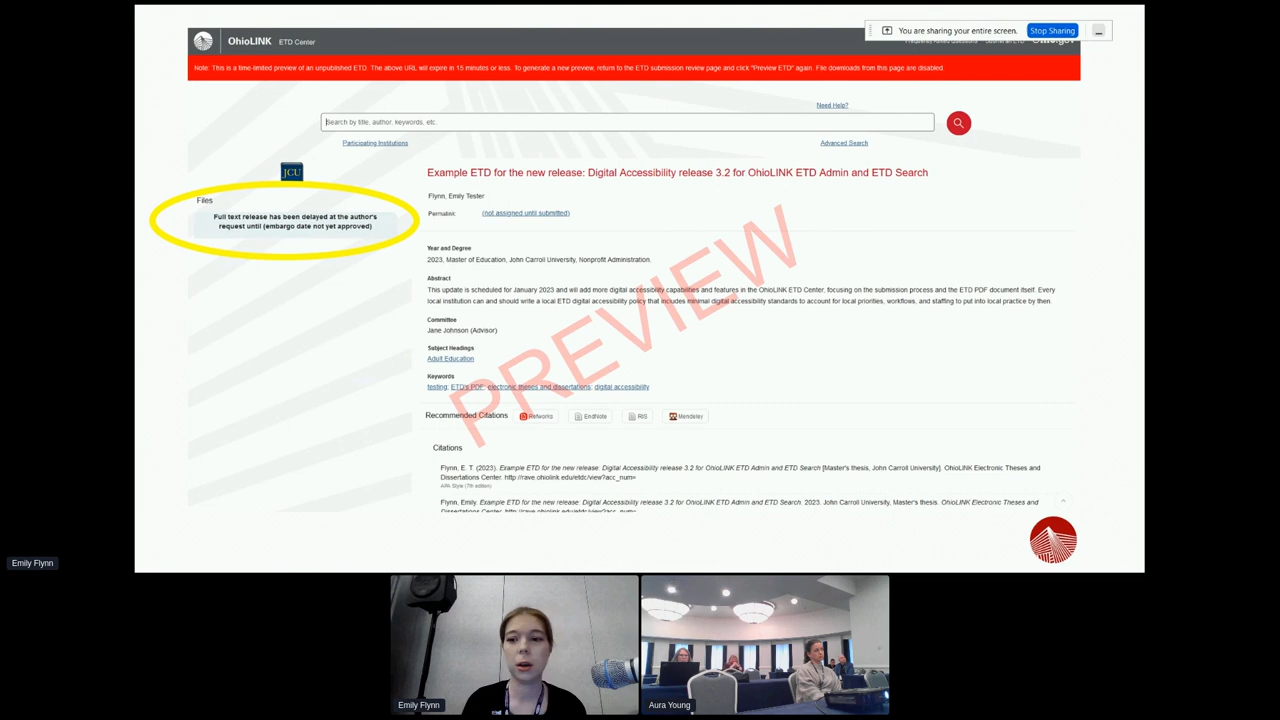 OhioLINK ETD Center
You are sharing your entire screen. Stop Sharing
Note: This is a time-limited preview of an unpublished ETD. The above URL will expire in 15 minutes or less. To generate a new preview, return to the ETD submission review page and click "Preview ETD" again. File downloads from this page are disabled.
Need Help?
Search by title, author, keywords, etc.
Participating Institutions
Advanced Search
JCU
Files
Full text release has been delayed at the author's
request until (embargo date not yet approved)
Example ETD for the new release: Digital Accessibility release 3.2 for OhioLINK ETD Admin and ETD Search
Flynn, Emily Tester
Permalink: (not assigned until submitted)
Year and Degree
2023, Master of Education, John Carroll University, Nonprofit Administration.
Abstract
This update is scheduled for January 2023 and will add more digital accessibility capabilities and features in the OhioLINK ETD Center, focusing on the submission process and the ETD PDF document itself. Every
local institution can and should write a local ETD digital accessibility policy that includes minimal digital accessibility standards to account for local priorities, workflows, and staffing to put into local practice by then.
Committee
Jane Johnson (Advisor)
Subject Headings
Adult Education
Keywords
testing; ETD's PDF; electronic theses and dissertations; digital accessibility
PREVIEW
Recommended Citations Refworks EndNote RIS Mendeley
Citations
Flynn, E. T. (2023). Example ETD for the new release: Digital Accessibility release 3.2 for OhioLINK ETD Admin and ETD Search [Master's thesis, John Carroll University]. OhioLINK Electronic Theses and
Dissertations Center. http://rave.ohiolink.edu/etdc/view?acc_num=
APA Style (7th edition)
Flynn, Emily. Example ETD for the new release: Digital Accessibility release 3.2 for OhioLINK ETD Admin and ETD Search. 2023. John Carroll University, Master's thesis. OhioLINK Electronic Theses and
Dissertations Center, http://rave.ohiolink.edu/etdc/view?acc_num=
Emily Flynn
Emily Flynn
Aura Young